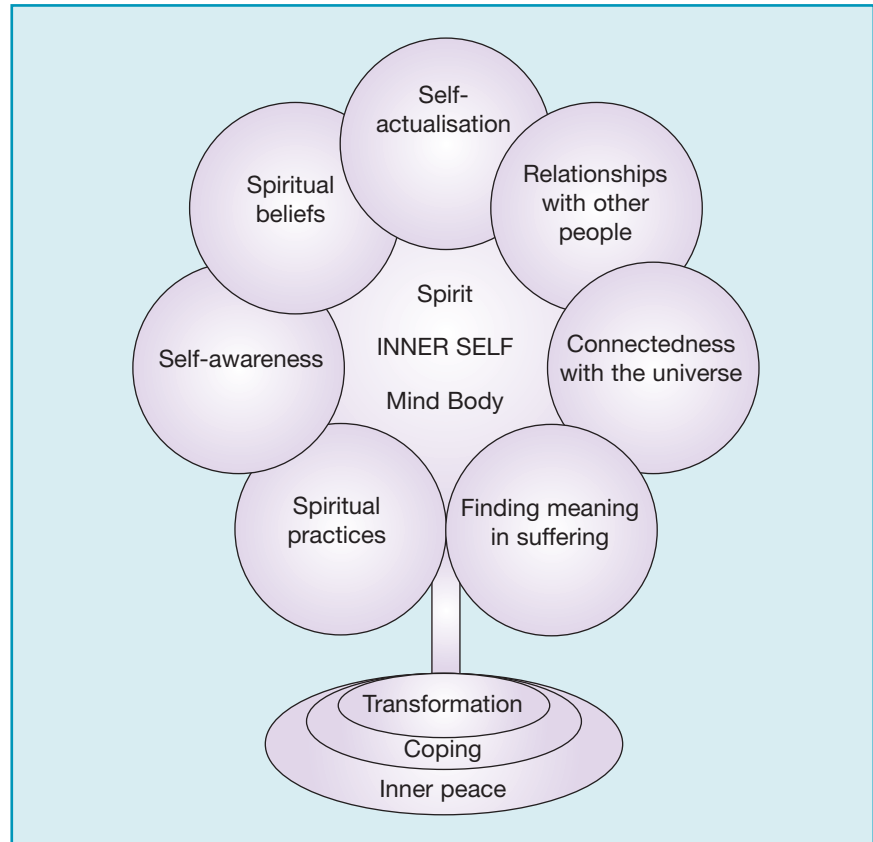 Self-
actualisation
Spiritual
beliefs
Relationships
with other
people
Self-awareness
Spirit
INNER SELF
Mind Body
Connectedness
with the universe
Spiritual
practices
Finding meaning
in suffering
Transformation
Coping
Inner peace